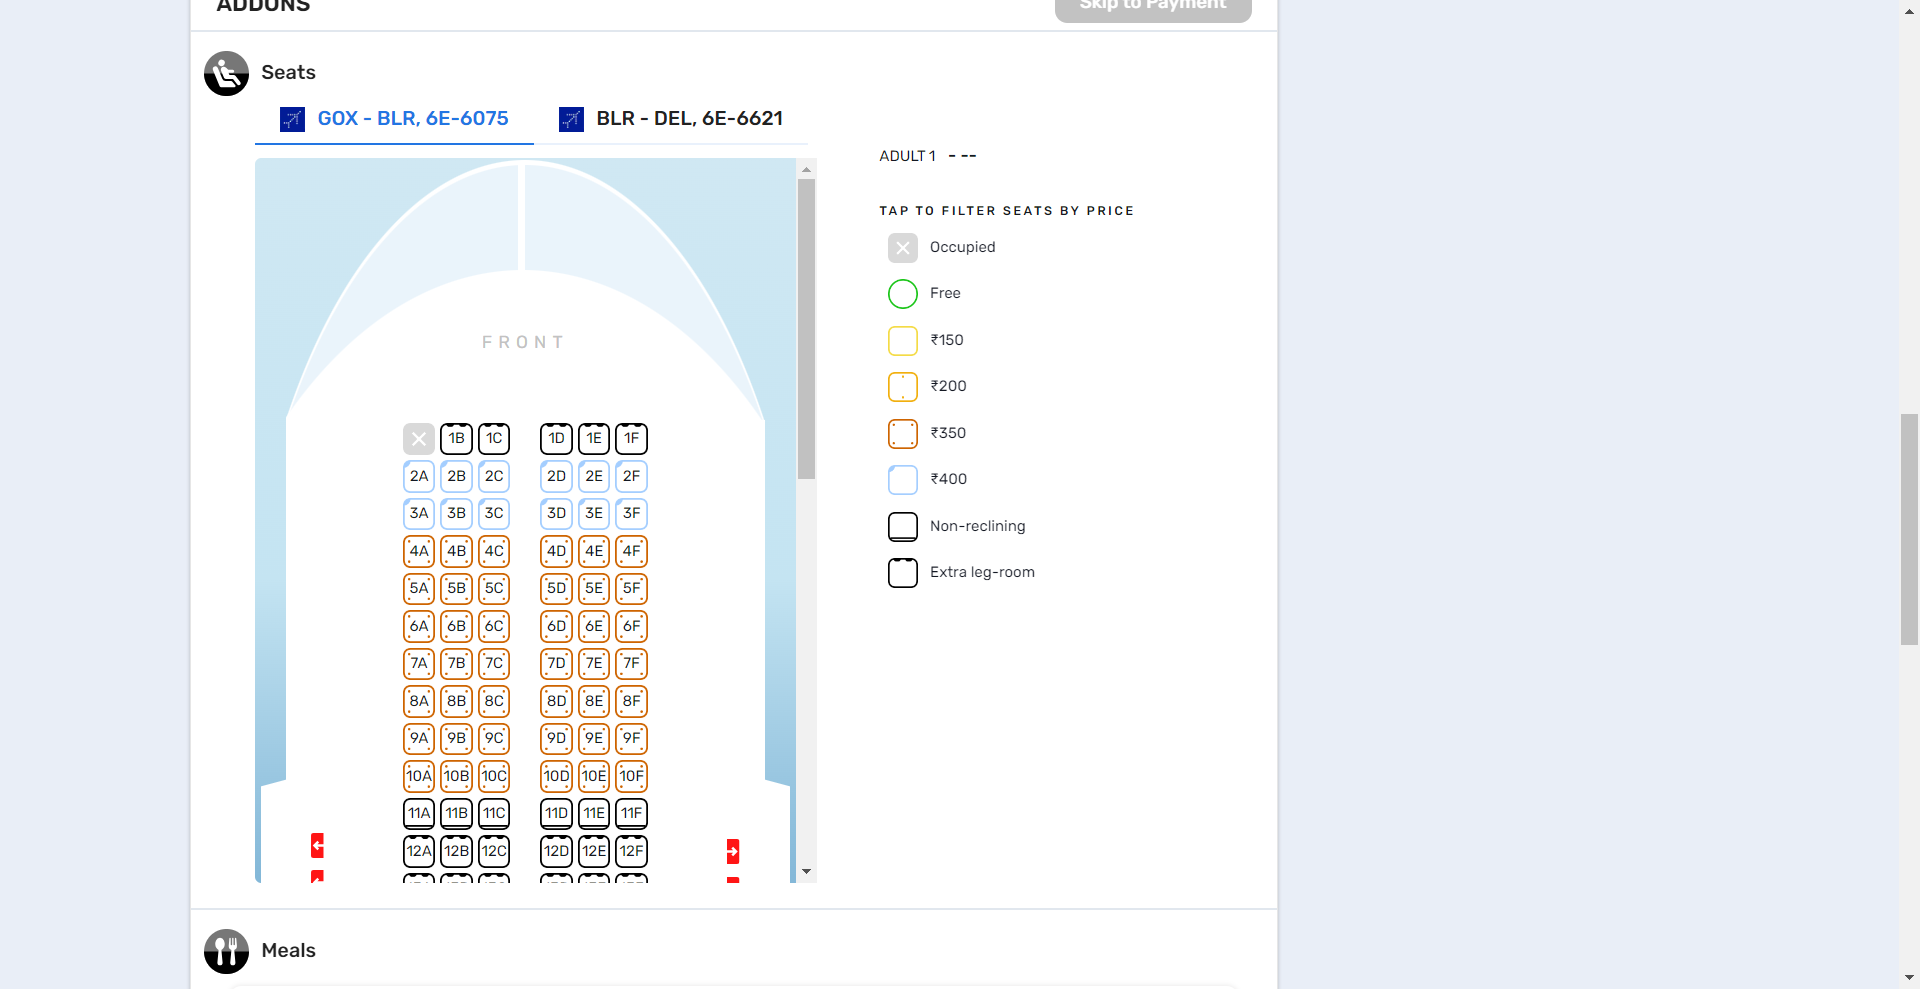 ADDONS
Skip to Payment
Seats
GOX - BLR, 6E-6075
BLR - DEL, 6E-6621
ADULT 1 - --
TAP TO FILTER SEATS BY PRICE
Occupied
Free
₹150
₹200
₹350
₹400
Non-reclining
Extra leg-room
FRONT
1B 1C 1D 1E 1F
2A 2B 2C 2D 2E 2F
3A 3B 3C 3D 3E 3F
4A 4B 4C 4D 4E 4F
5A 5B 5C 5D 5E 5F
6A 6B 6C 6D 6E 6F
7A 7B 7C 7D 7E 7F
8A 8B 8C 8D 8E 8F
9A 9B 9C 9D 9E 9F
10A 10B 10C 10D 10E 10F
11A 11B 11C 11D 11E 11F
12A 12B 12C 12D 12E 12F
Meals